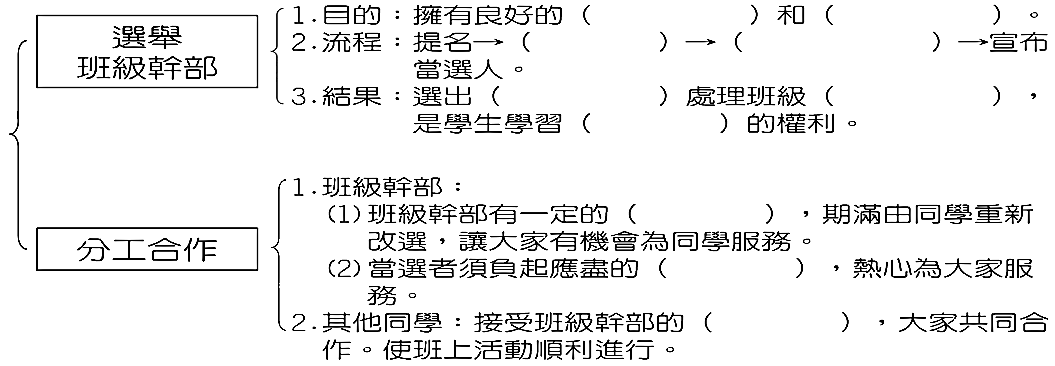 選舉
班級幹部
1.目的：擁有良好的（　　　　　）和（　　　　　）。
2.流程：提名→（　　　　）→（　　　　　　）→宣布
當選人。
3.結果：選出（　　　　　）處理班級（　　　　　），
是學生學習（　　　　）的權利。
分工合作
1.班級幹部：
(1)班級幹部有一定的（　　　　），期滿由同學重新
改選，讓大家有機會為同學服務。
(2)當選者須負起應盡的（　　　　），熱心為大家服
務。
2.其他同學：接受班級幹部的（　　　　），大家共同合
作。使班上活動順利進行。